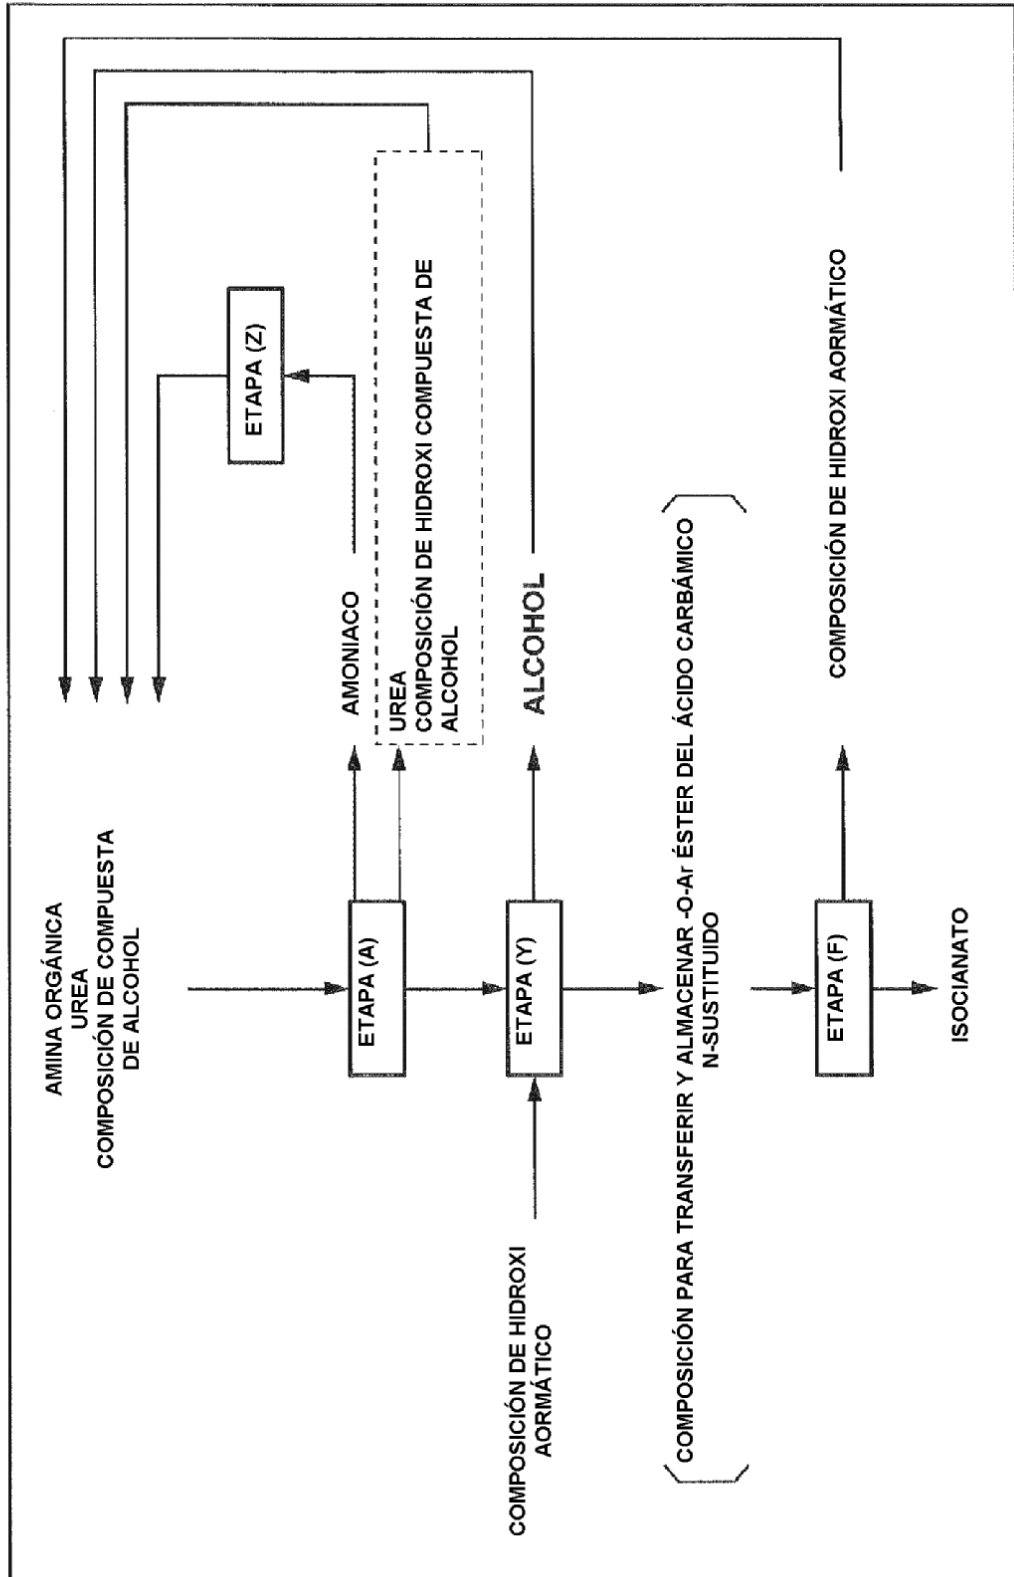 AMINA ORGÁNICA
UREA
COMPOSICIÓN DE COMPUESTA
DE ALCOHOL
ETAPA (A)
AMONIACO
ETAPA (Z)
UREA
COMPOSICIÓN DE HIDROXI COMPUESTA DE
ALCOHOL
COMPOSICIÓN DE HIDROXI
AORMÁTICO
ETAPA (Y)
ALCOHOL
COMPOSICIÓN PARA TRANSFERIR Y ALMACENAR -O-Ar ÉSTER DEL ÁCIDO CARBÁMICO
N-SUSTITUIDO
ETAPA (F)
COMPOSICIÓN DE HIDROXI AORMÁTICO
ISOCIANATO